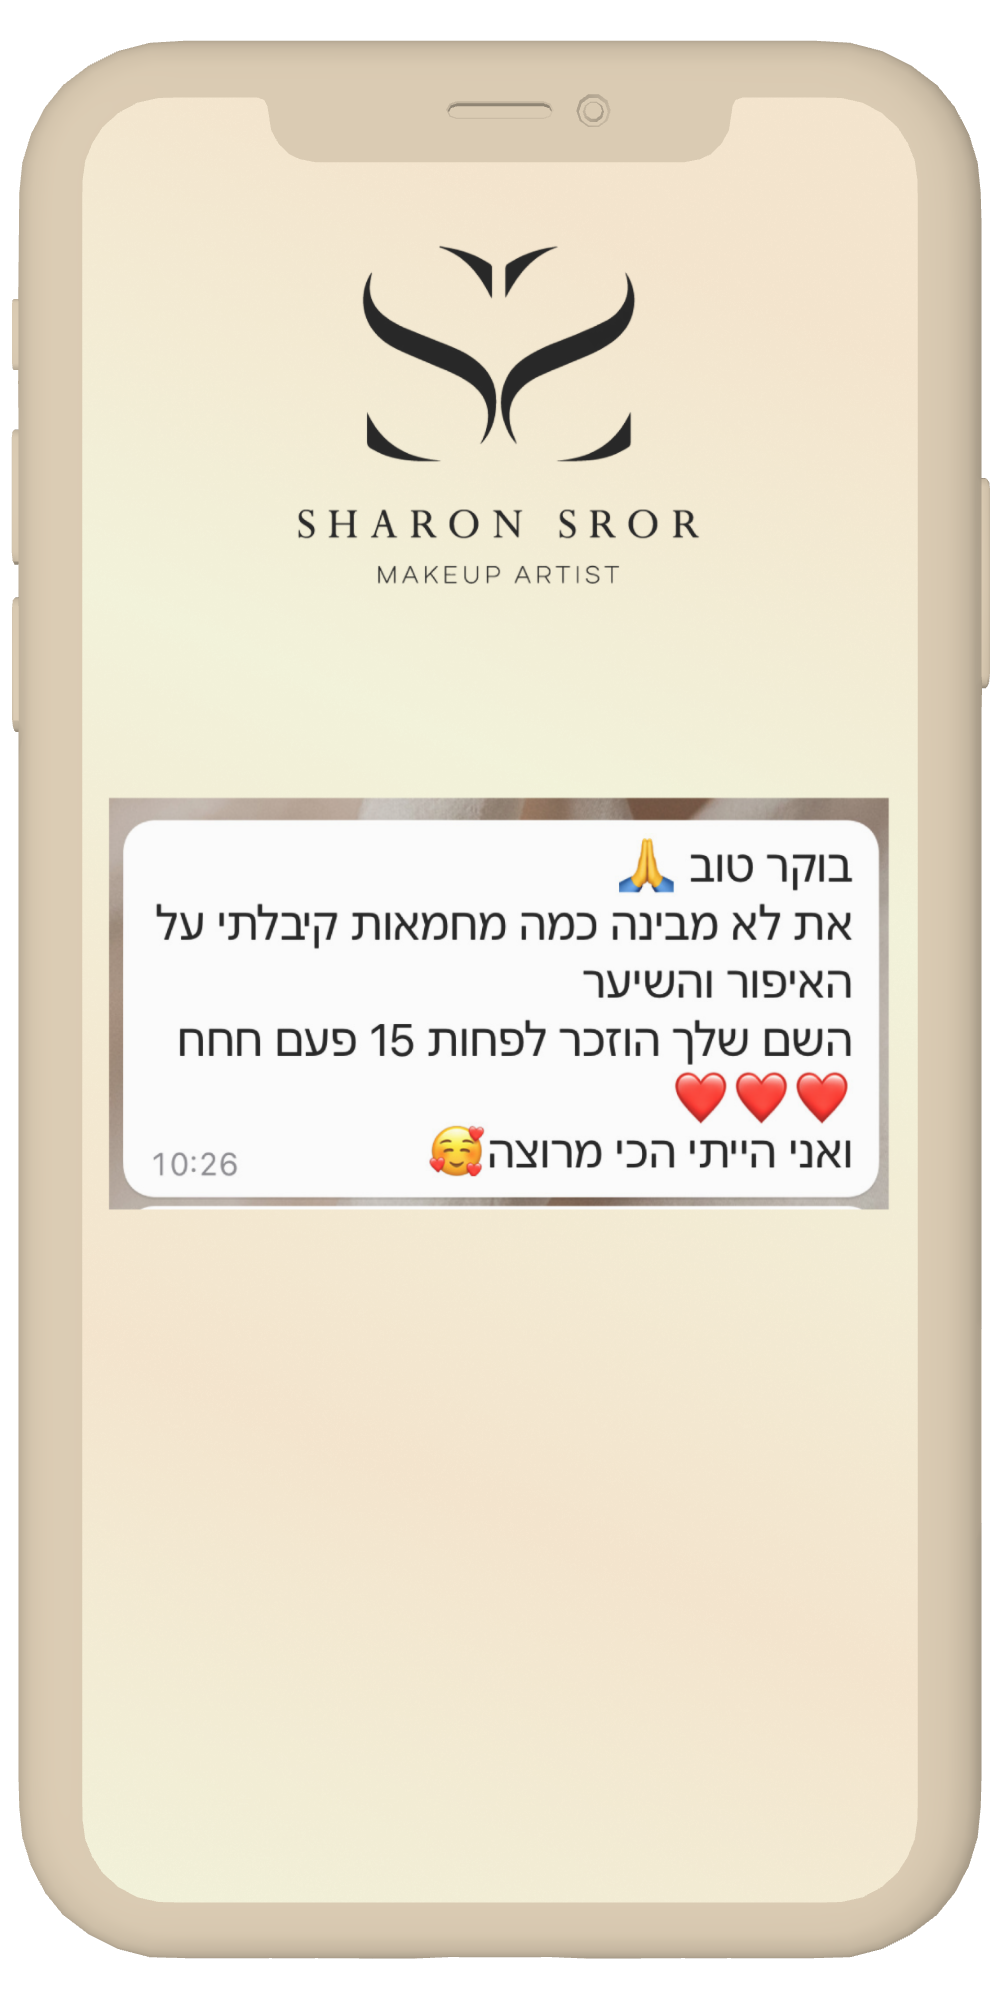 SHARON SROR
MAKEUP ARTIST
בוקר טוב 🙏
את לא מבינה כמה מחמאות קיבלתי על
האיפור והשיער
השם שלך הוזכר לפחות 15 פעם חחח
❤️❤️❤️
ואני הייתי הכי מרוצה🥰
10:26